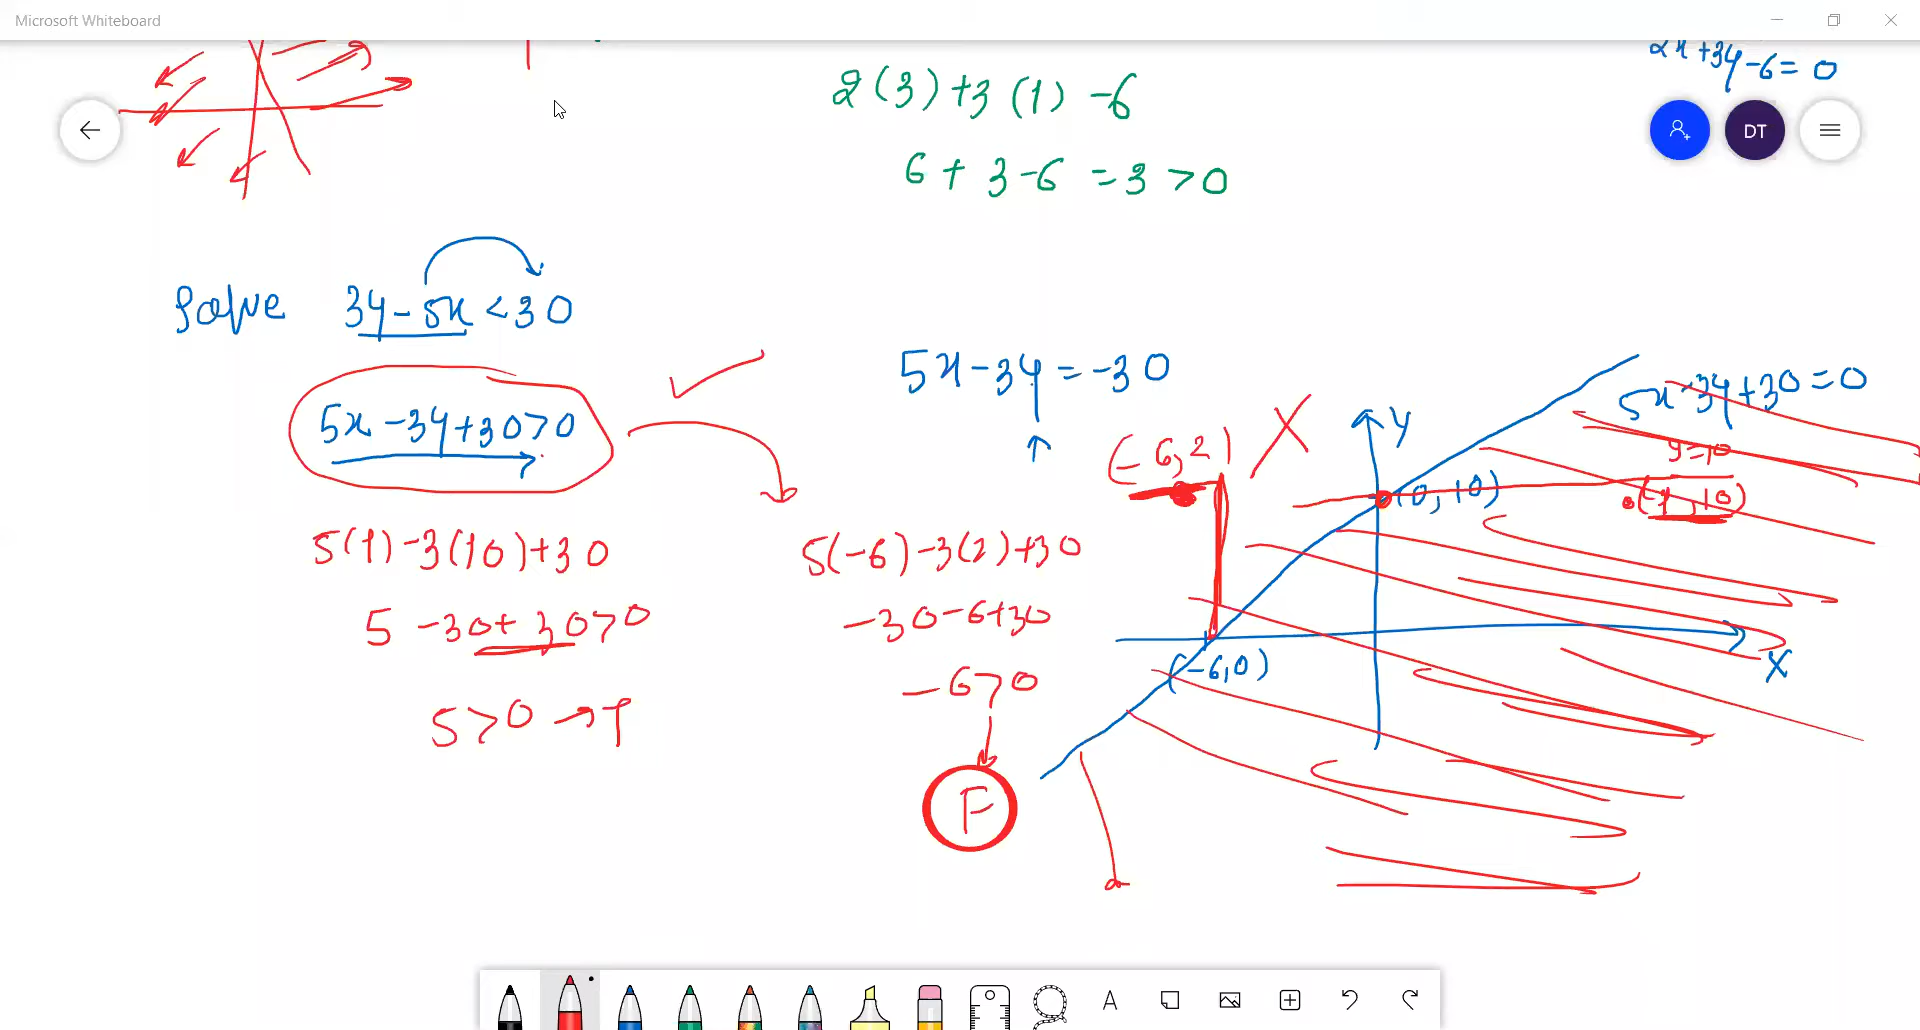 Microsoft Whiteboard
2x+3y-6=0
2(3)+3(1)-6
6+3-6=3>0
DT
Solve 3y-5x<30
5x-3y+30>0
5(1)-3(10)+30
5-30+30>0
5>0→T
5x-3y=-30
5(-6)-3(2)+30
-30-6+30
-6>0
F
(-6,2) X
Y
5x-3y+30=0
y=10
(0,10)
(1,10)
(-6,0)
X
A